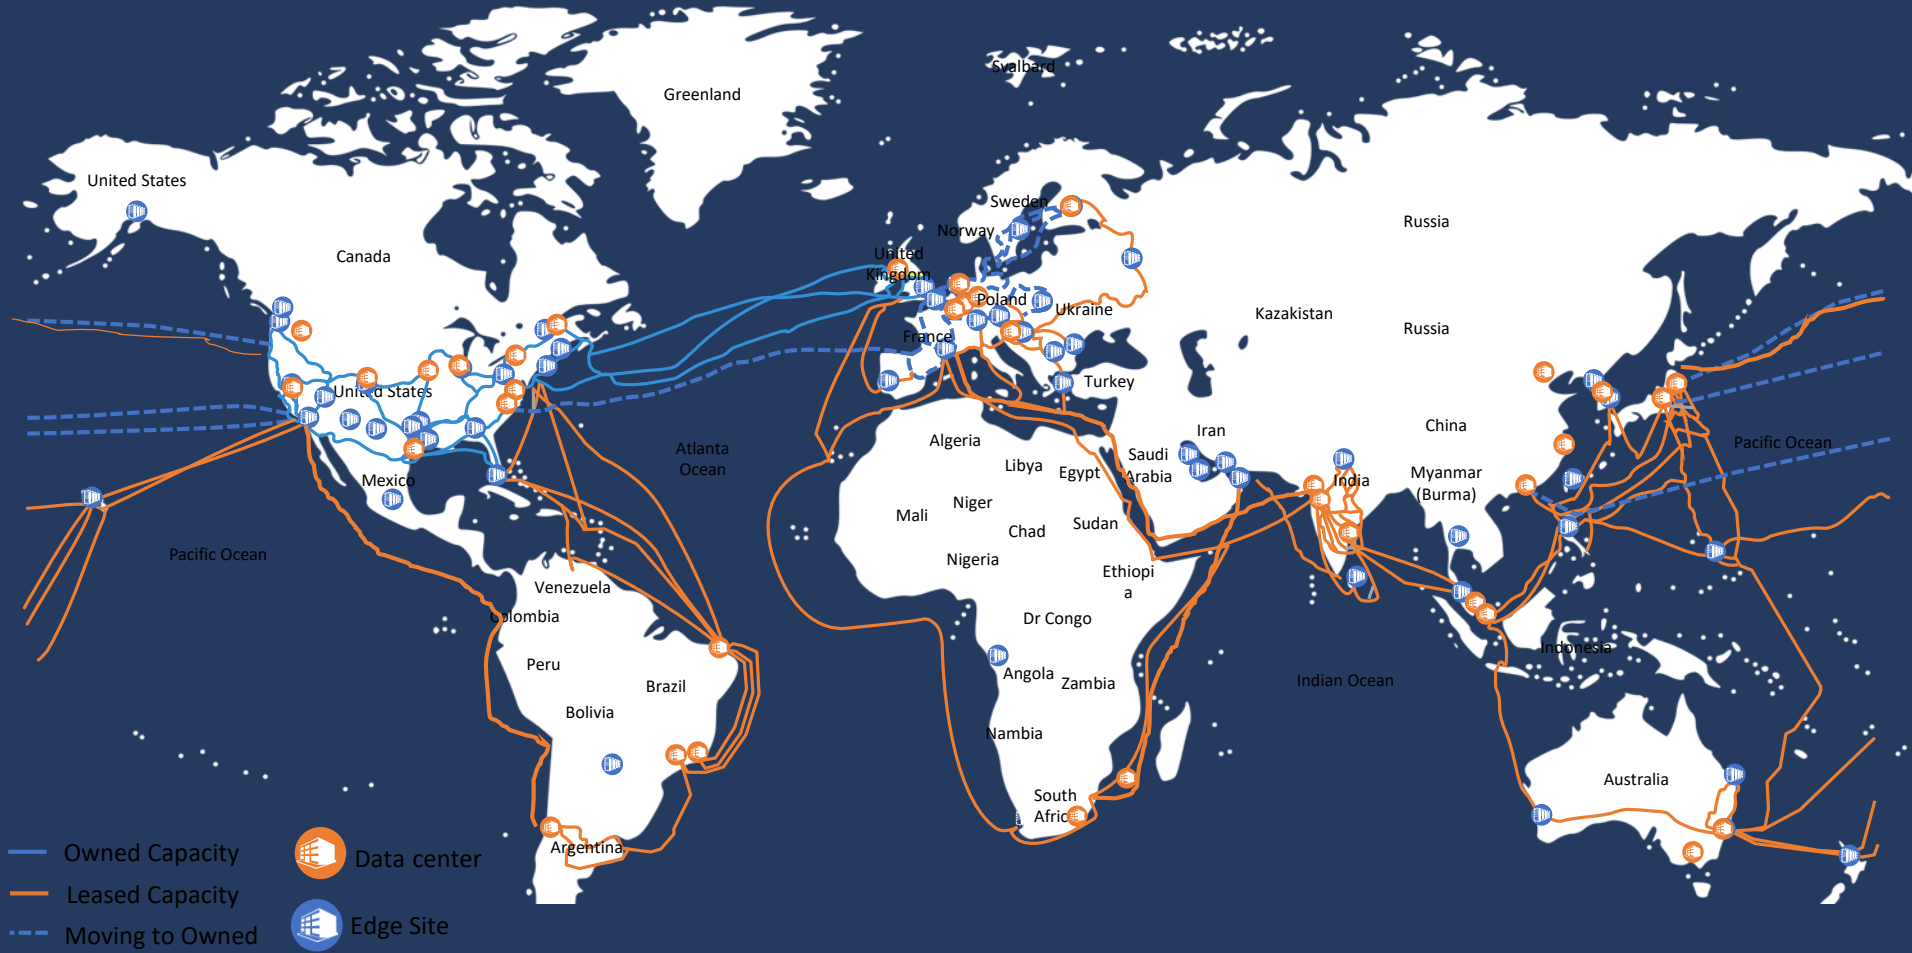 Svalbard
Greenland
United States
Sweden
Norway
Russia
Canada
United
Kingdom
Poland
Ukraine
Kazakistan
Russia
France
United States
Turkey
China
Iran
Algeria
Atlanta
Ocean
Pacific Ocean
Libya
Saudi
Arabia
Egypt
Mexico
India
Myanmar
(Burma)
Niger
Mali
Sudan
Chad
Pacific Ocean
Nigeria
Ethiopi
a
Venezuela
Colombia
Dr Congo
Indonesia
Peru
Angola
Zambia
Indian Ocean
Brazil
Bolivia
Nambia
Australia
South
Afric
Argentina
Owned Capacity
Data center
Leased Capacity
Edge Site
Moving to Owned